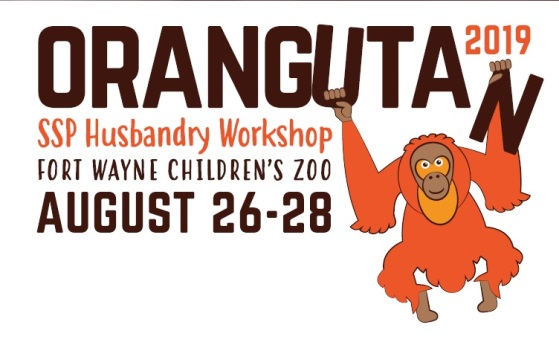 ORANGUTAN 2019
SSP Husbandry Workshop
FORT WAYNE CHILDREN'S ZOO
AUGUST 26-28